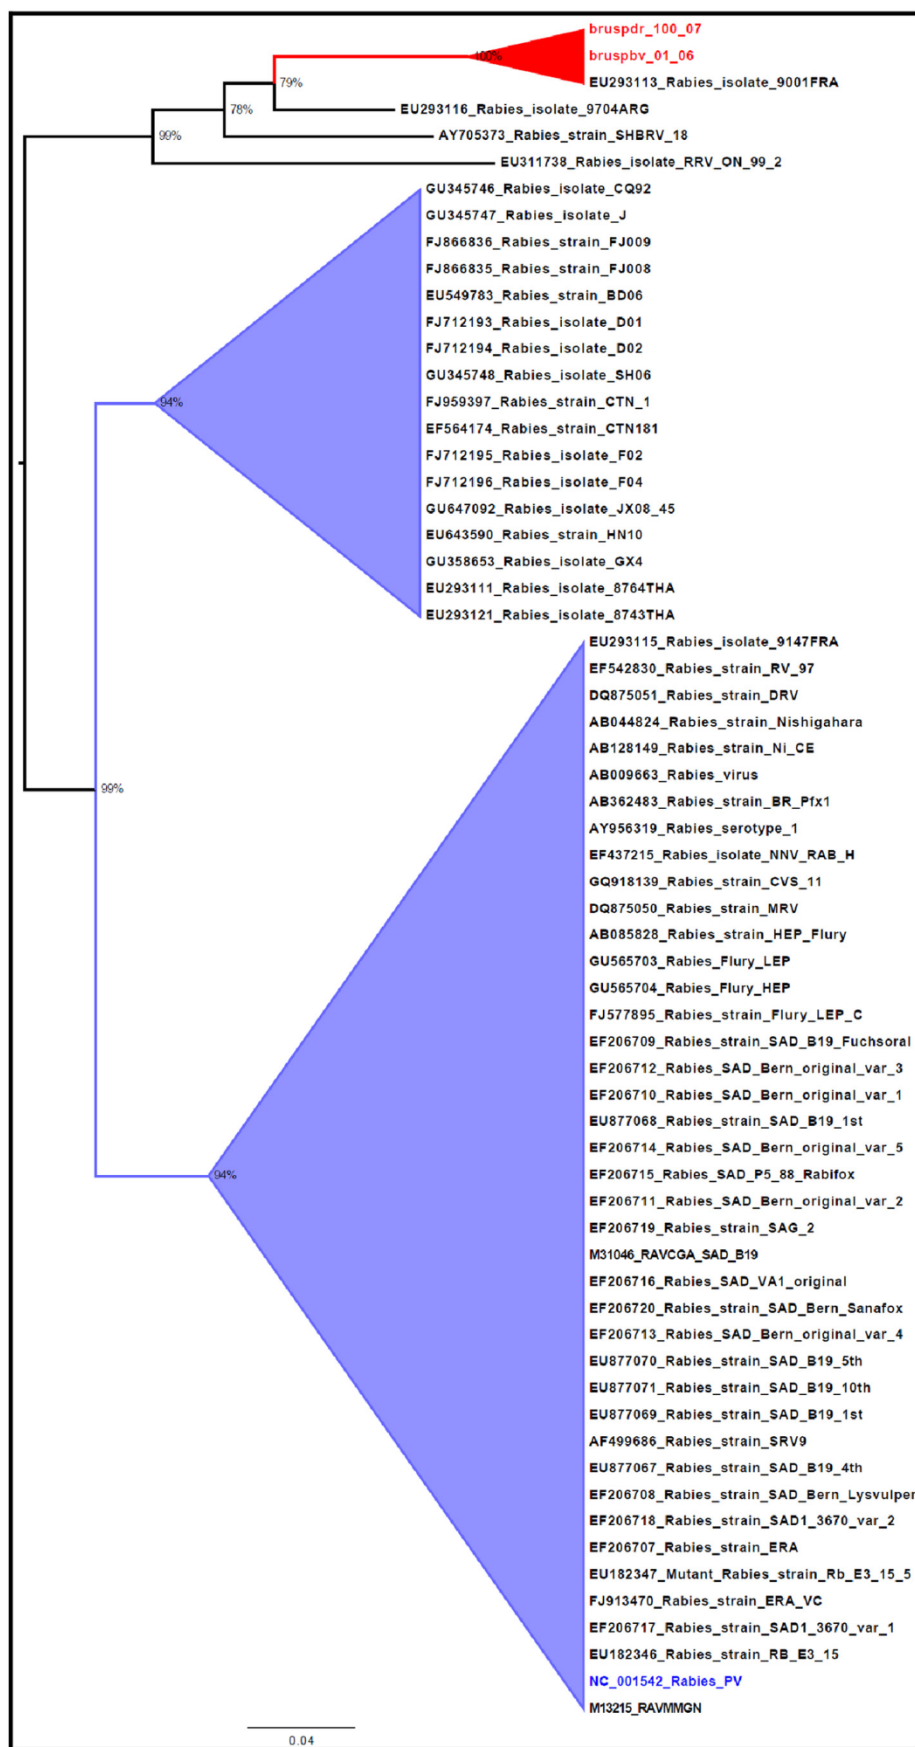 bruspdr_100_07
bruspbv_01_06
100%
EU293113_Rabies_isolate_9001FRA
79%
EU293116_Rabies_isolate_9704ARG
78%
AY705373_Rabies_strain_SHBRV_18
99%
EU311738_Rabies_isolate_RRV_ON_99_2
GU345746_Rabies_isolate_CQ92
GU345747_Rabies_isolate_J
FJ866836_Rabies_strain_FJ009
FJ866835_Rabies_strain_FJ008
EU549783_Rabies_strain_BD06
FJ712193_Rabies_isolate_D01
FJ712194_Rabies_isolate_D02
GU345748_Rabies_isolate_SH06
94%
FJ959397_Rabies_strain_CTN_1
EF564174_Rabies_strain_CTN181
FJ712195_Rabies_isolate_F02
FJ712196_Rabies_isolate_F04
GU647092_Rabies_isolate_JX08_45
EU643590_Rabies_strain_HN10
GU358653_Rabies_isolate_GX4
EU293111_Rabies_isolate_8764THA
EU293121_Rabies_isolate_8743THA
EU293115_Rabies_isolate_9147FRA
EF542830_Rabies_strain_RV_97
DQ875051_Rabies_strain_DRV
AB044824_Rabies_strain_Nishigahara
AB128149_Rabies_strain_Ni_CE
AB009663_Rabies_virus
99%
AB362483_Rabies_strain_BR_Pfx1
AY956319_Rabies_serotype_1
EF437215_Rabies_isolate_NNV_RAB_H
GQ918139_Rabies_strain_CVS_11
DQ875050_Rabies_strain_MRV
AB085828_Rabies_strain_HEP_Flury
GU565703_Rabies_Flury_LEP
GU565704_Rabies_Flury_HEP
FJ577895_Rabies_strain_Flury_LEP_C
EF206709_Rabies_strain_SAD_B19_Fuchsoral
EF206712_Rabies_SAD_Bern_original_var_3
EF206710_Rabies_SAD_Bern_original_var_1
EU877068_Rabies_strain_SAD_B19_1st
EF206714_Rabies_SAD_Bern_original_var_5
94%
EF206715_Rabies_SAD_P5_88_Rabifox
EF206711_Rabies_SAD_Bern_original_var_2
EF206719_Rabies_strain_SAG_2
M31046_RAVCGA_SAD_B19
EF206716_Rabies_SAD_VA1_original
EF206720_Rabies_strain_SAD_Bern_Sanafox
EF206713_Rabies_SAD_Bern_original_var_4
EU877070_Rabies_strain_SAD_B19_5th
EU877071_Rabies_strain_SAD_B19_10th
EU877069_Rabies_strain_SAD_B19_1st
AF499686_Rabies_strain_SRV9
EU877067_Rabies_strain_SAD_B19_4th
EF206708_Rabies_strain_SAD_Bern_Lysvulpen
EF206718_Rabies_strain_SAD1_3670_var_2
EF206707_Rabies_strain_ERA
EU182347_Mutant_Rabies_strain_Rb_E3_15_5
FJ913470_Rabies_strain_ERA_VC
EF206717_Rabies_strain_SAD1_3670_var_1
EU182346_Rabies_strain_RB_E3_15
NC_001542_Rabies_PV
M13215_RAVMMGN
0.04